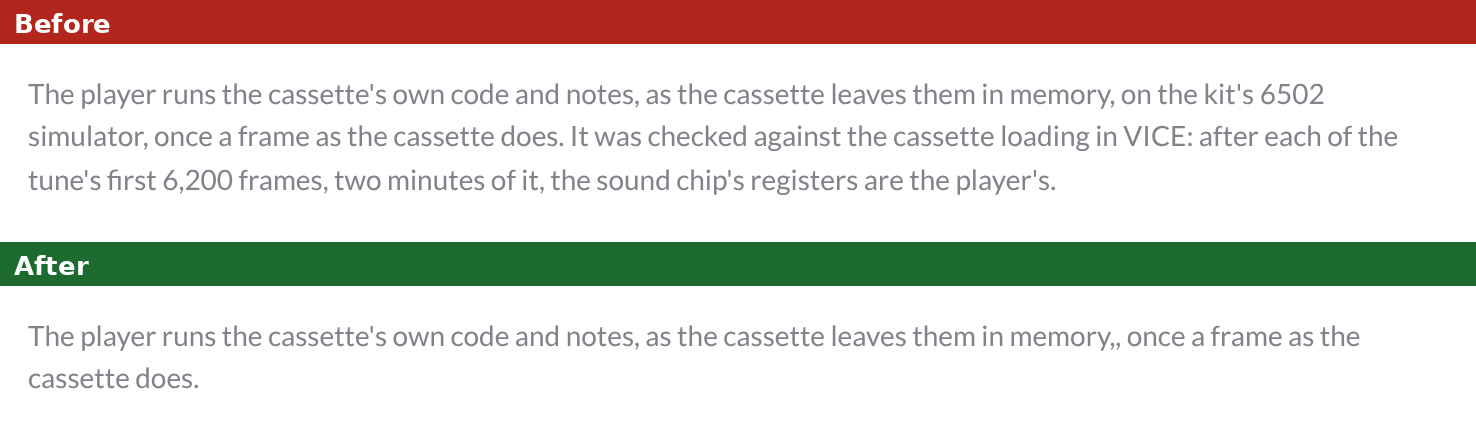 Before
The player runs the cassette's own code and notes, as the cassette leaves them in memory, on the kit's 6502
simulator, once a frame as the cassette does. It was checked against the cassette loading in VICE: after each of the
tune's first 6,200 frames, two minutes of it, the sound chip's registers are the player's.
After
The player runs the cassette's own code and notes, as the cassette leaves them in memory,, once a frame as the
cassette does.